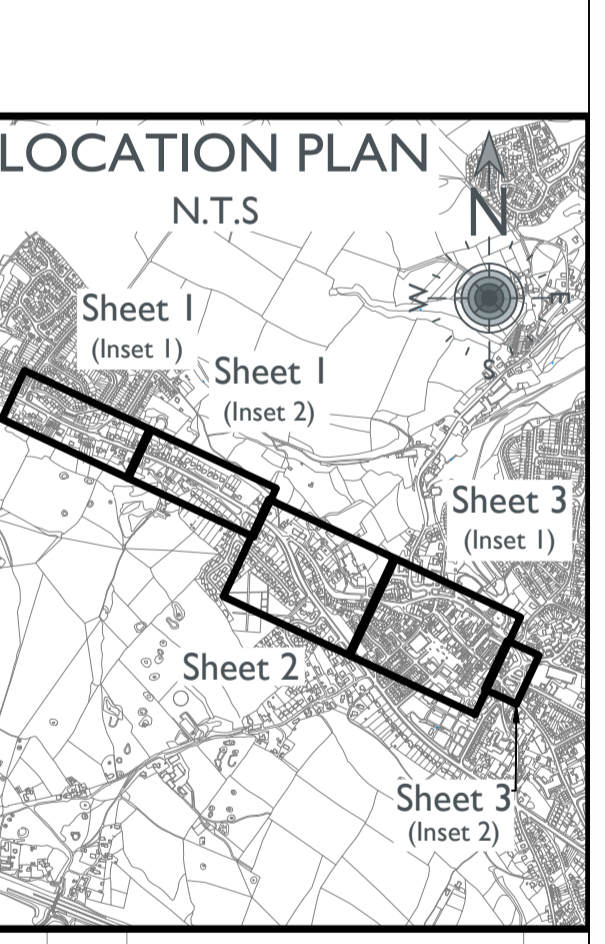 LOCATION PLAN
N.T.S
N
W
E
S
Sheet 1
(Inset 1)
Sheet 1
(Inset 2)
Sheet 3
(Inset 1)
Sheet 2
Sheet 3
(Inset 2)